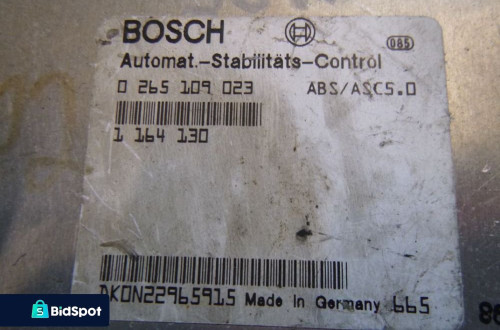 BOSCH
085
Automat.-Stabilitäts-Control
0 265 109 023 ABS/ASC5.0
1 164 130
DKON22965915 Made in Germany 665
S BidSpot